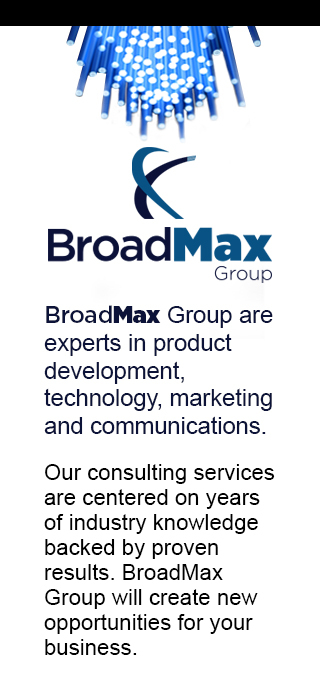 BroadMax
Group
BroadMax Group are
experts in product
development,
technology, marketing
and communications.
Our consulting services
are centered on years
of industry knowledge
backed by proven
results. BroadMax
Group will create new
opportunities for your
business.